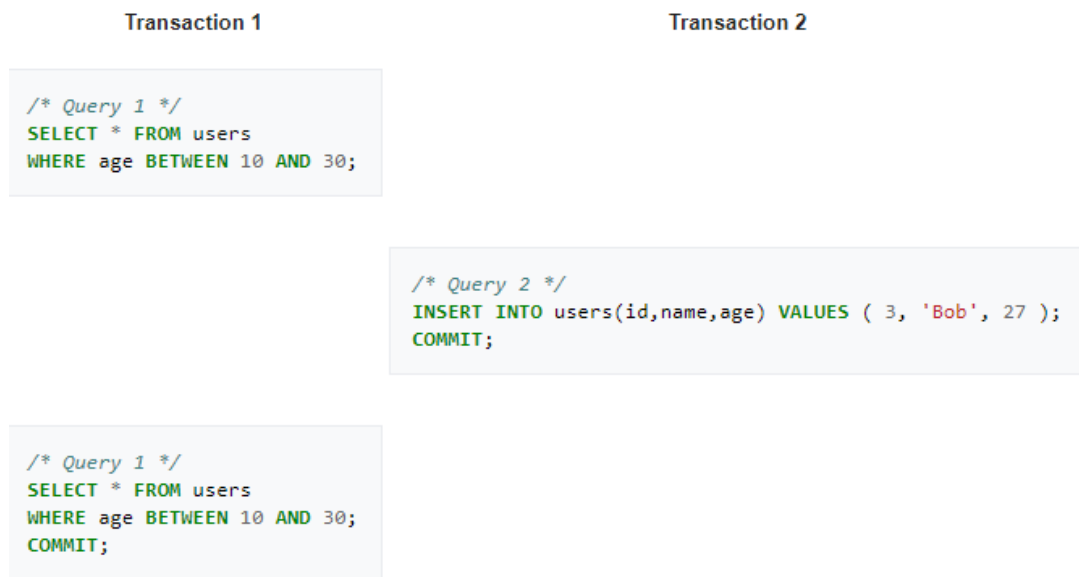 Transaction 1
Transaction 2
/* Query 1 */
SELECT * FROM users
WHERE age BETWEEN 10 AND 30;
/* Query 2 */
INSERT INTO users(id,name,age) VALUES ( 3, 'Bob', 27 );
COMMIT;
/* Query 1 */
SELECT * FROM users
WHERE age BETWEEN 10 AND 30;
COMMIT;